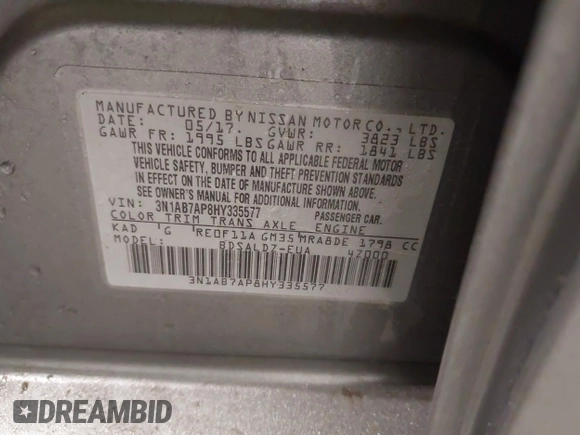 MANUFACTURED BY NISSAN MOTOR CO., LTD.
DATE: 05/17. GVWR: 3823 LBS
GAWR FR: 1995 LBS GAWR RR: 1841 LBS
THIS VEHICLE CONFORMS TO ALL APPLICABLE FEDERAL MOTOR
VEHICLE SAFETY, BUMPER AND THEFT PREVENTION STANDARDS
IN EFFECT ON THE DATE OF MANUFACTURE SHOWN ABOVE.
SEE OWNER'S MANUAL FOR ADDITIONAL INFORMATION
VIN: 3N1AB7AP8HY335577 PASSENGER CAR.
COLOR TRIM TRANS AXLE ENGINE
KAD G RE0F11A GM35 MRA8DE 1798 CC
MODEL: BDSALDZ-EUA 4Z000
3N1AB7AP8HY335577
DREAMBID